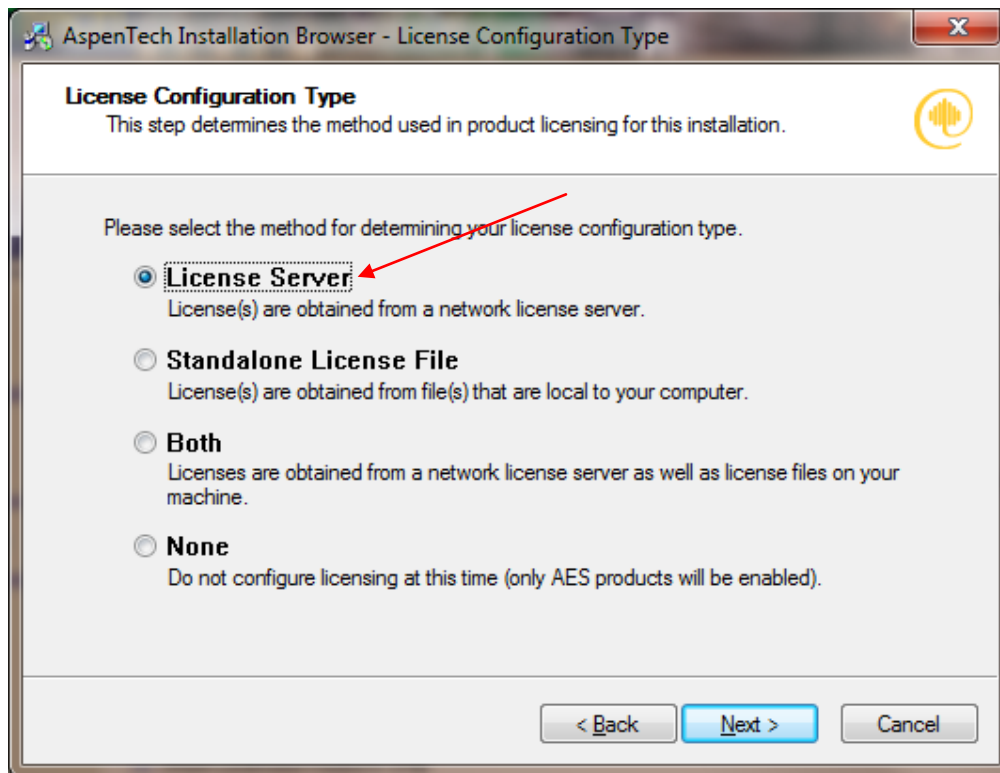 AspenTech Installation Browser - License Configuration Type
License Configuration Type
This step determines the method used in product licensing for this installation.
Please select the method for determining your license configuration type.
License Server
License(s) are obtained from a network license server.
Standalone License File
License(s) are obtained from file(s) that are local to your computer.
Both
Licenses are obtained from a network license server as well as license files on your
machine.
None
Do not configure licensing at this time (only AES products will be enabled).
< Back
Next >
Cancel